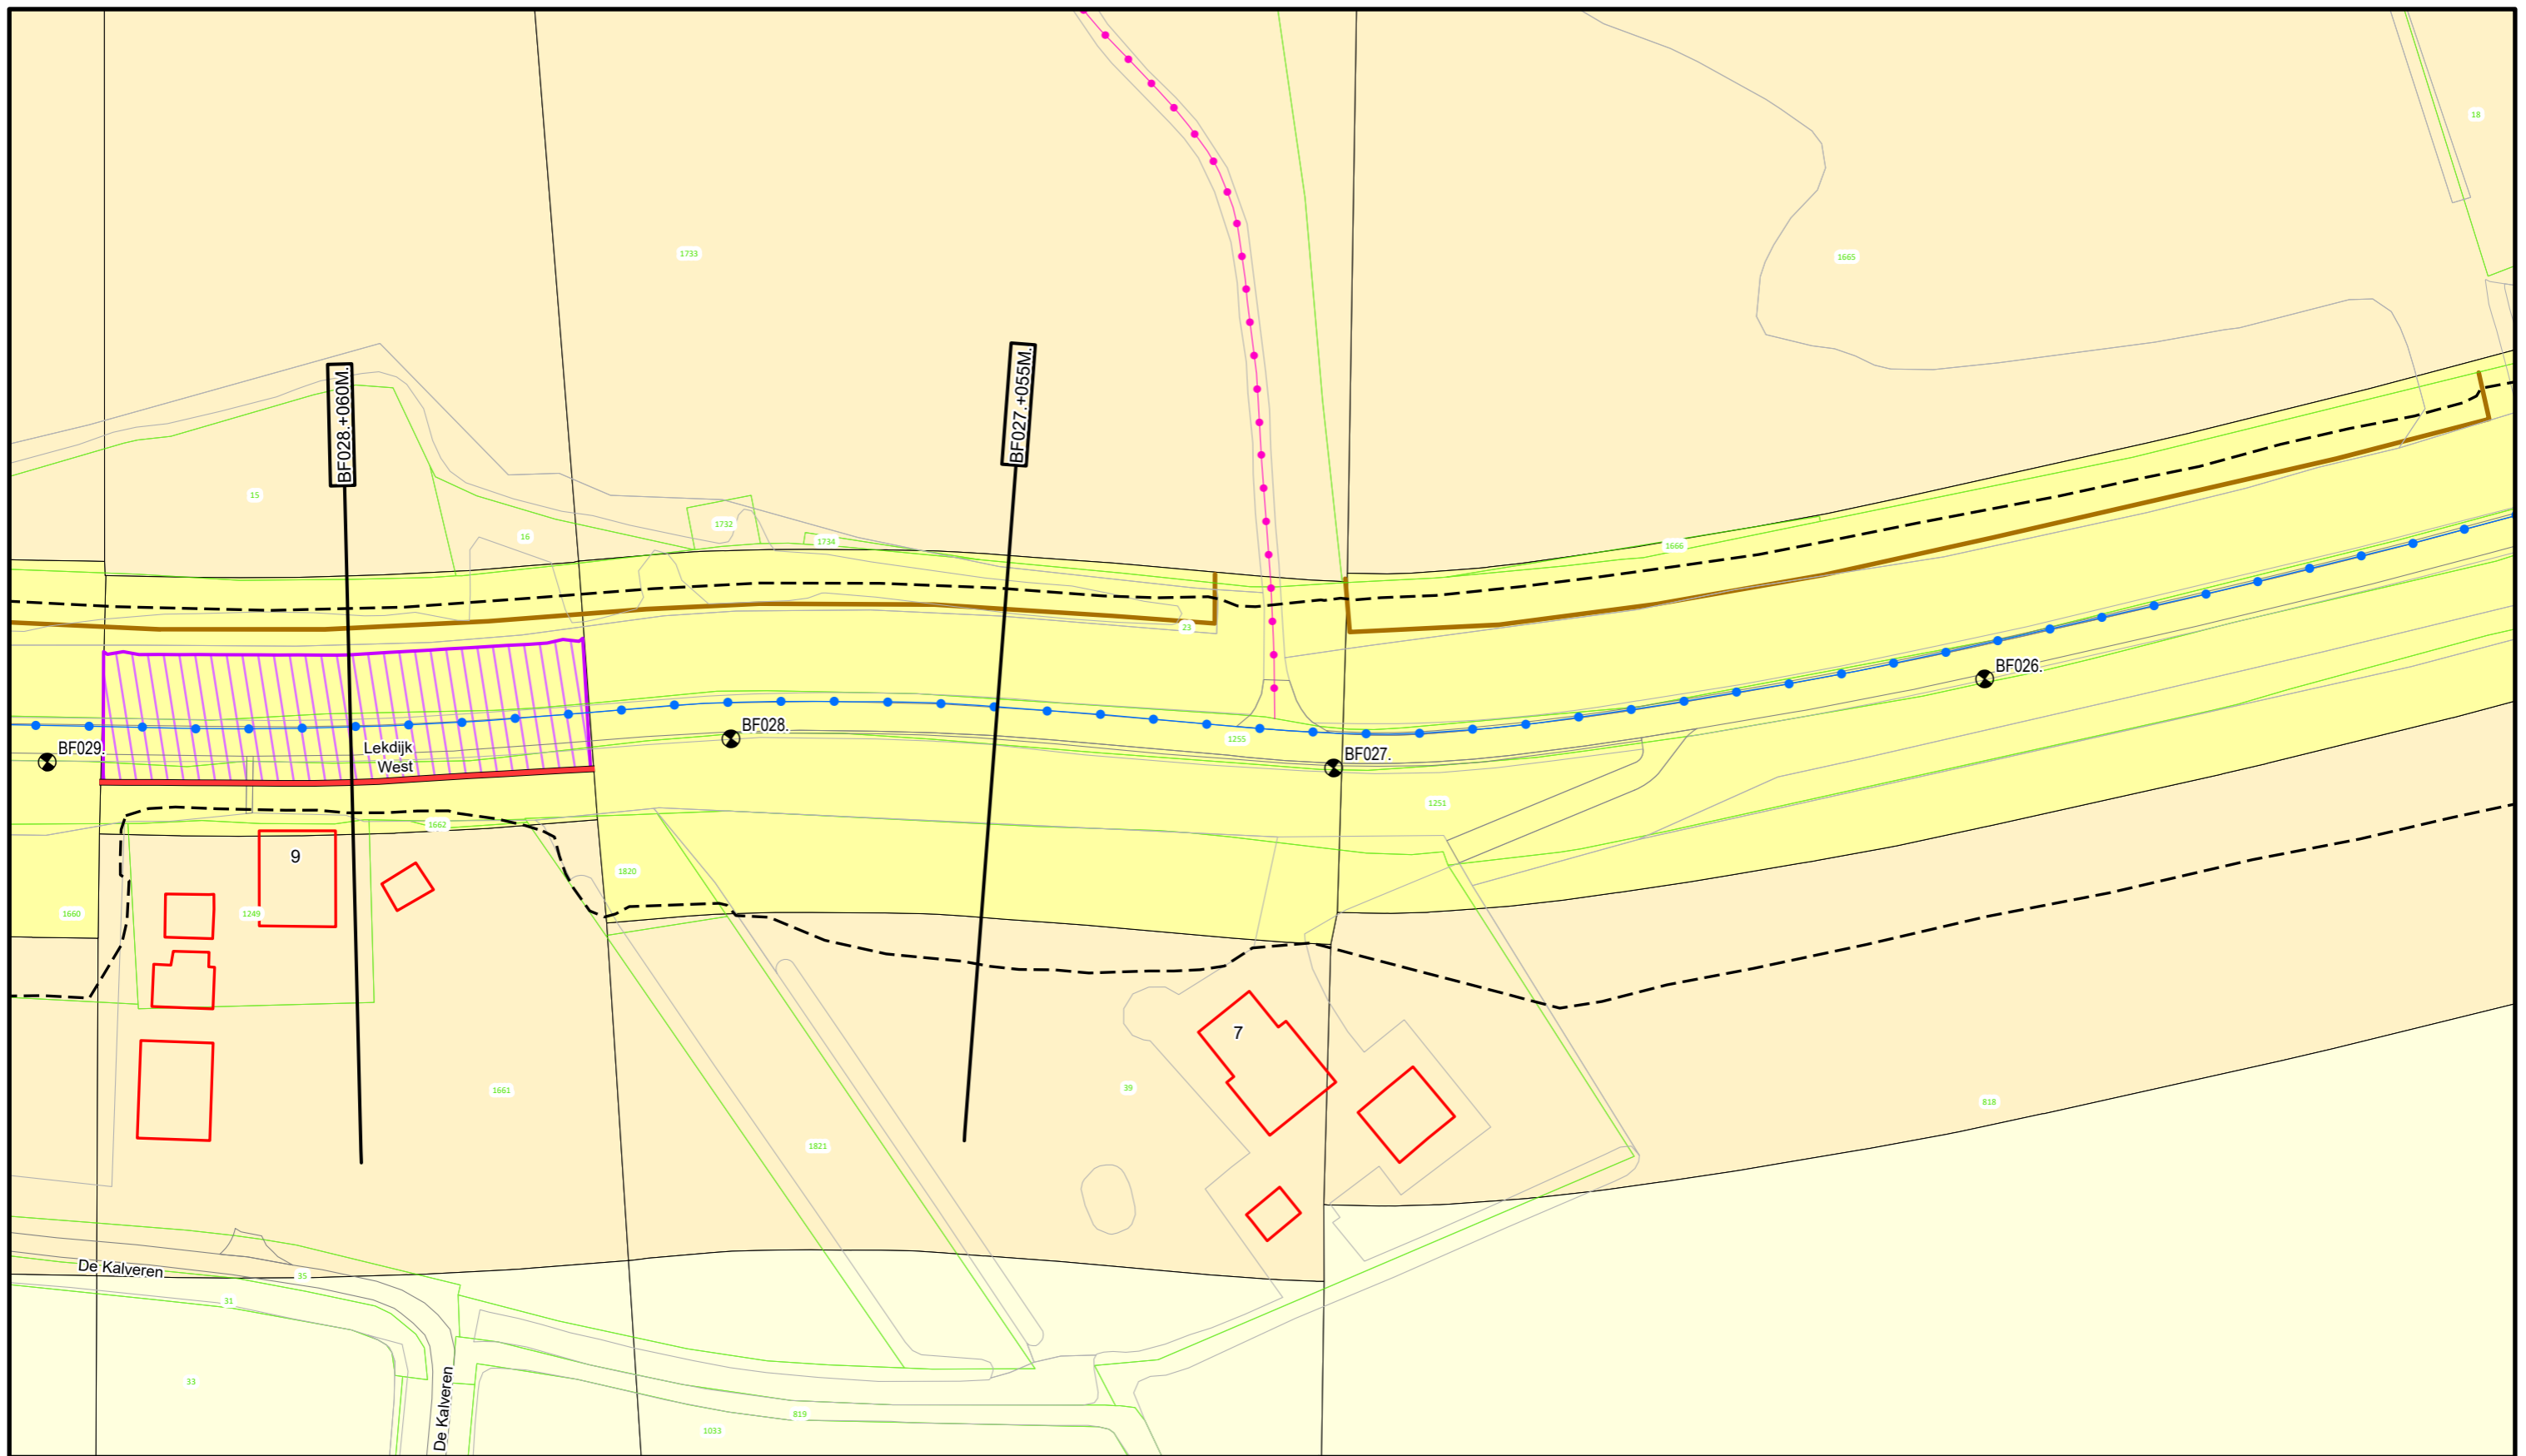 18
1733
1665
BF028.+060M.
BF027.+055M.
15
1732
16
1734
1666
23
BF026.
BF028.
1255
BF029.
Lekdijk
West
BF027.
1251
1662
9
1820
1660
1249
7
39
1661
818
1821
De Kalveren
35
31
33
De Kalveren
819
1033